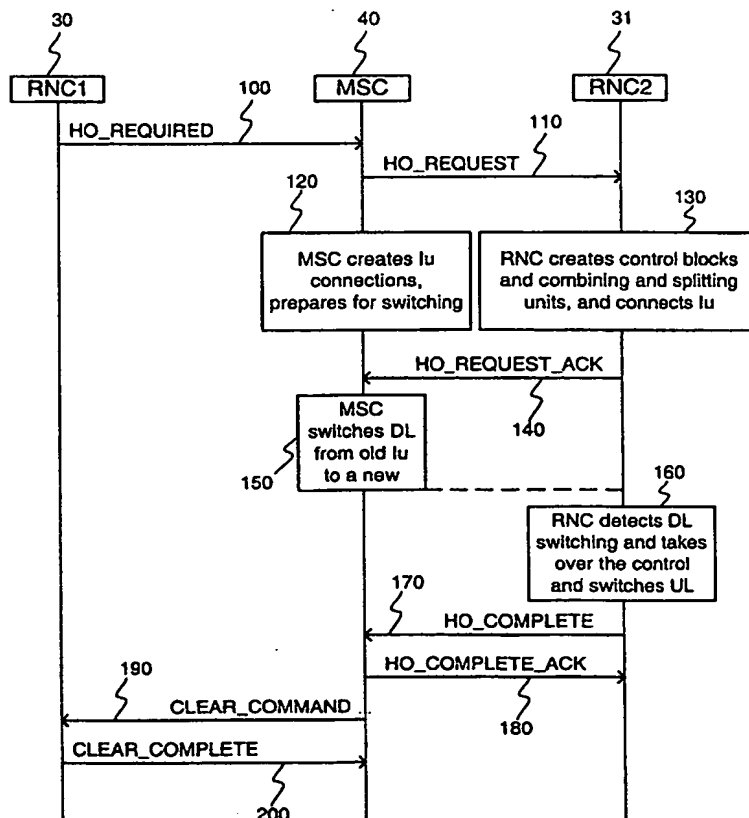 30
40
31
RNC1
MSC
RNC2
100
HO_REQUIRED
110
HO_REQUEST
120
130
MSC creates Iu
connections,
prepares for switching
RNC creates control blocks
and combining and splitting
units, and connects Iu
HO_REQUEST_ACK
140
MSC
switches DL
from old Iu
to a new
150
160
RNC detects DL
switching and takes
over the control
and switches UL
170
HO_COMPLETE
HO_COMPLETE_ACK
180
190
CLEAR_COMMAND
CLEAR_COMPLETE
200